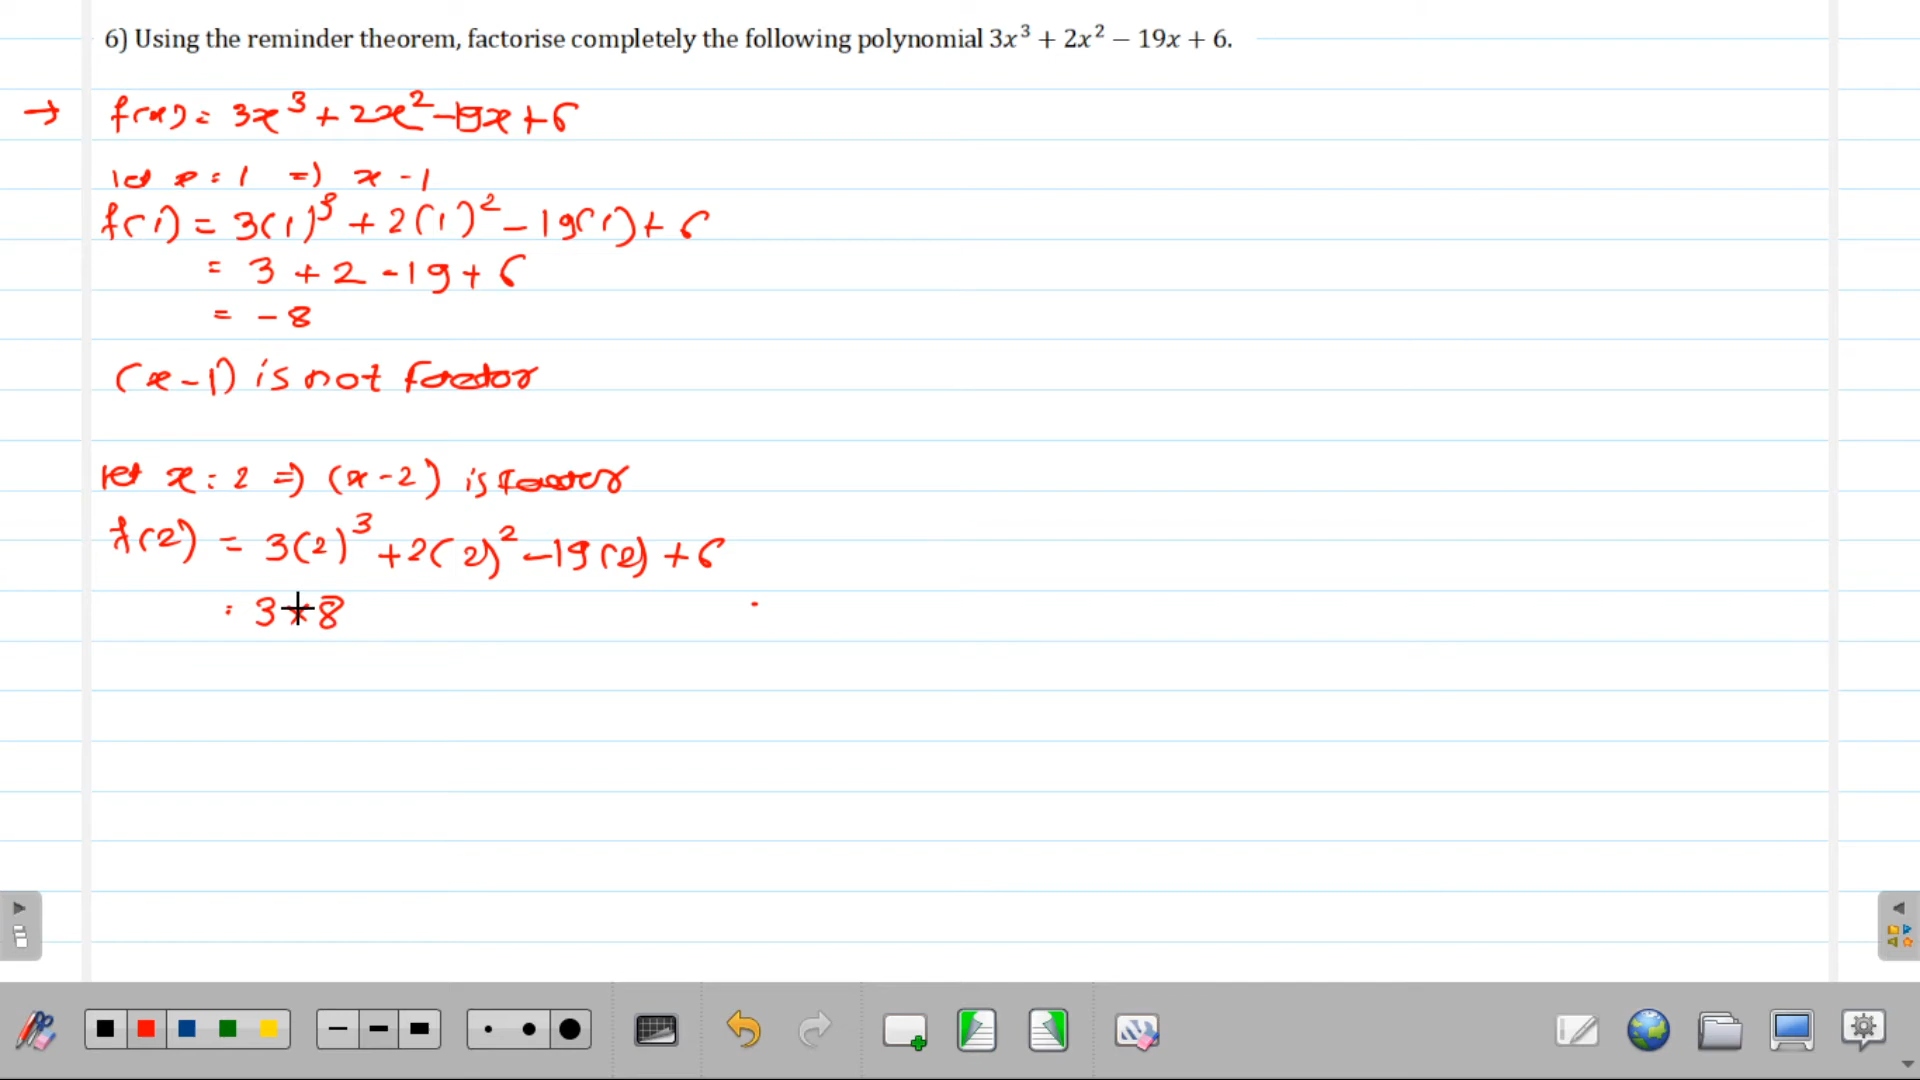 6) Using the reminder theorem, factorise completely the following polynomial 3x³ + 2x² − 19x + 6.
→ f(x) = 3x³ + 2x² − 19x + 6
let x = 1 ⇒ x − 1
f(1) = 3(1)³ + 2(1)² − 19(1) + 6
= 3 + 2 − 19 + 6
= − 8
(x − 1) is not factor
let x = 2 ⇒ (x − 2) is factor
f(2) = 3(2)³ + 2(2)² − 19(2) + 6
= 3 × 8